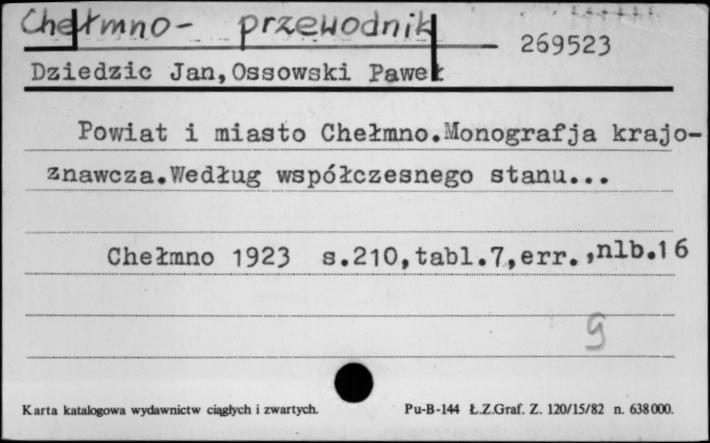 Chełmno - przewodnik
269523
Dziedzic Jan, Ossowski Paweł
Powiat i miasto Chełmno. Monografja krajo-
znawcza. Według współczesnego stanu...
Chełmno 1923 s.210, tabl.7, err., nlb.16
g
Karta katalogowa wydawnictw ciągłych i zwartych. Pu-B-144 Ł.Z.Graf. Z. 120/15/82 n. 638000.